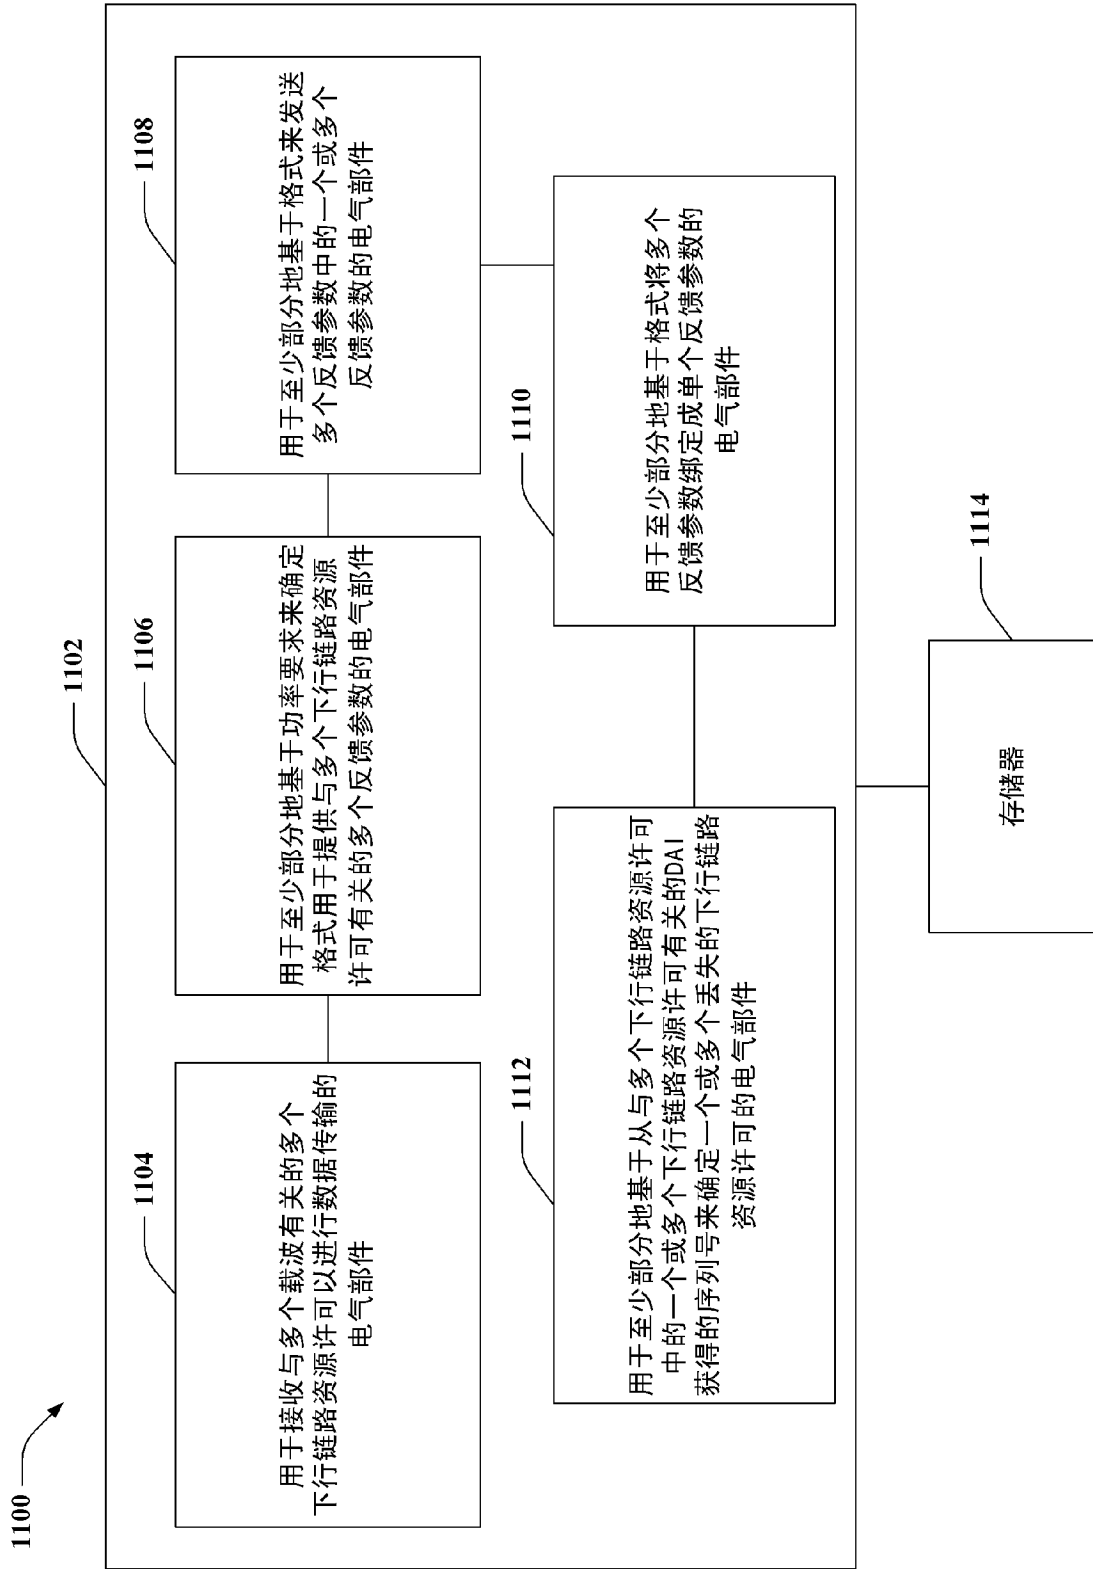 1100
1102
1104
用于接收与多个载波有关的多个
下行链路资源许可以进行数据传输的
电气部件
1106
用于至少部分地基于功率要求来确定
格式用于提供与多个下行链路资源
许可有关的多个反馈参数的电气部件
1108
用于至少部分地基于格式来发送
多个反馈参数中的一个或多个
反馈参数的电气部件
1112
用于至少部分地基于从与多个下行链路资源许可
中的一个或多个下行链路资源许可有关的DAI
获得的序列号来确定一个或多个丢失的下行链路
资源许可的电气部件
1110
用于至少部分地基于格式将多个
反馈参数绑定成单个反馈参数的
电气部件
1114
存储器